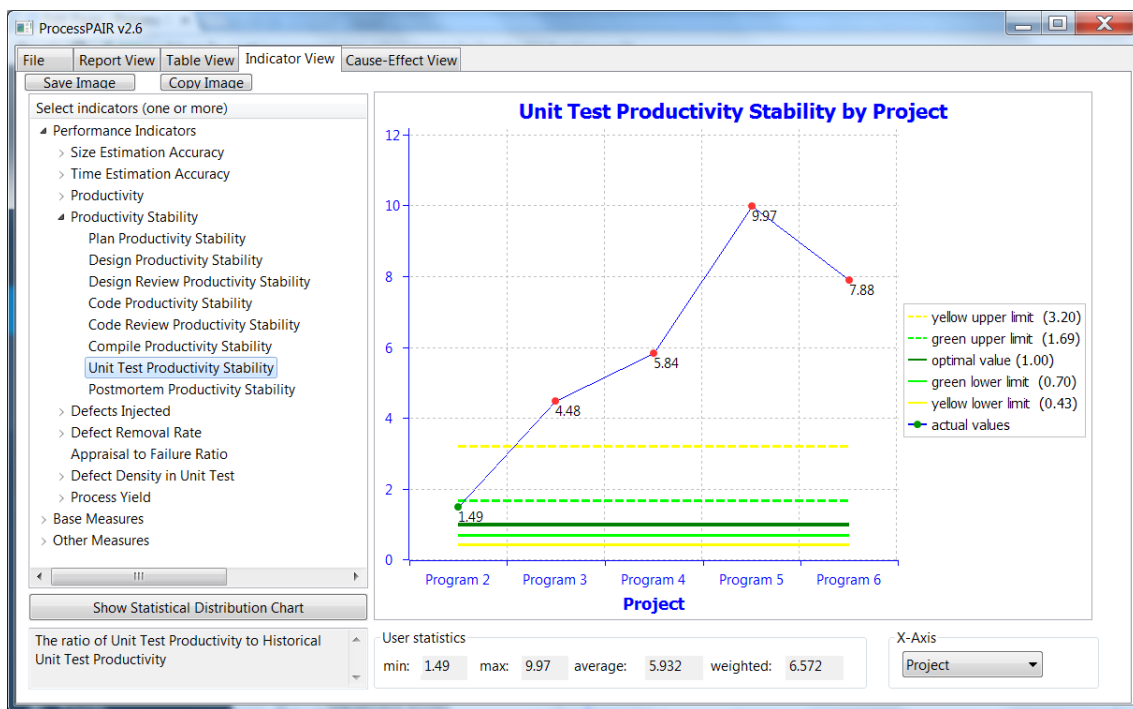 ProcessPAIR v2.6
File Report View Table View Indicator View Cause-Effect View
Save Image Copy Image
Select indicators (one or more)
Performance Indicators
Size Estimation Accuracy
Time Estimation Accuracy
Productivity
Productivity Stability
Plan Productivity Stability
Design Productivity Stability
Design Review Productivity Stability
Code Productivity Stability
Code Review Productivity Stability
Compile Productivity Stability
Unit Test Productivity Stability
Postmortem Productivity Stability
Defects Injected
Defect Removal Rate
Appraisal to Failure Ratio
Defect Density in Unit Test
Process Yield
Base Measures
Other Measures
Show Statistical Distribution Chart
The ratio of Unit Test Productivity to Historical
Unit Test Productivity
Unit Test Productivity Stability by Project
12
10
8
6
4
2
0
1.49
4.48
5.84
9.97
7.88
Program 2 Program 3 Program 4 Program 5 Program 6
Project
yellow upper limit (3.20)
green upper limit (1.69)
optimal value (1.00)
green lower limit (0.70)
yellow lower limit (0.43)
actual values
User statistics
min: 1.49 max: 9.97 average: 5.932 weighted: 6.572
X-Axis
Project